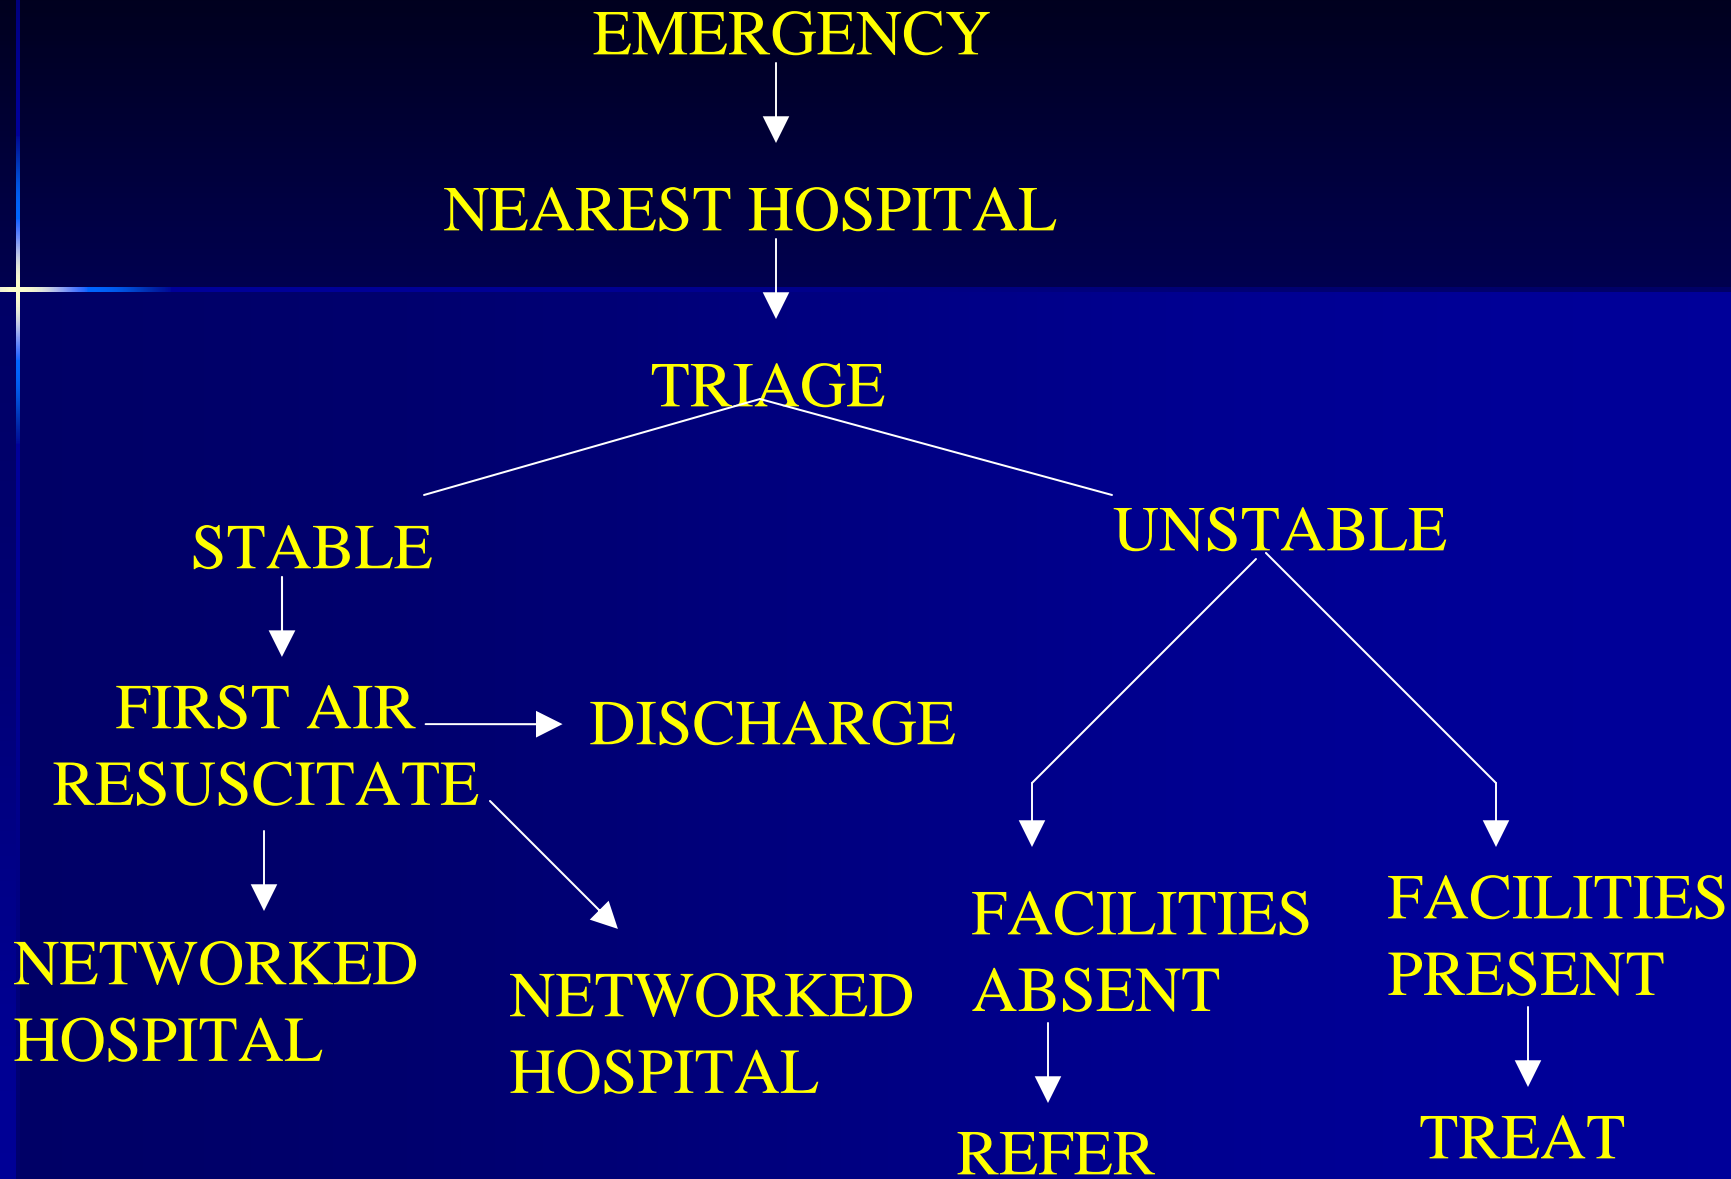 EMERGENCY
NEAREST HOSPITAL
TRIAGE
STABLE
UNSTABLE
FIRST AIR
RESUSCITATE
DISCHARGE
NETWORKED
HOSPITAL
NETWORKED
HOSPITAL
FACILITIES
ABSENT
FACILITIES
PRESENT
REFER
TREAT